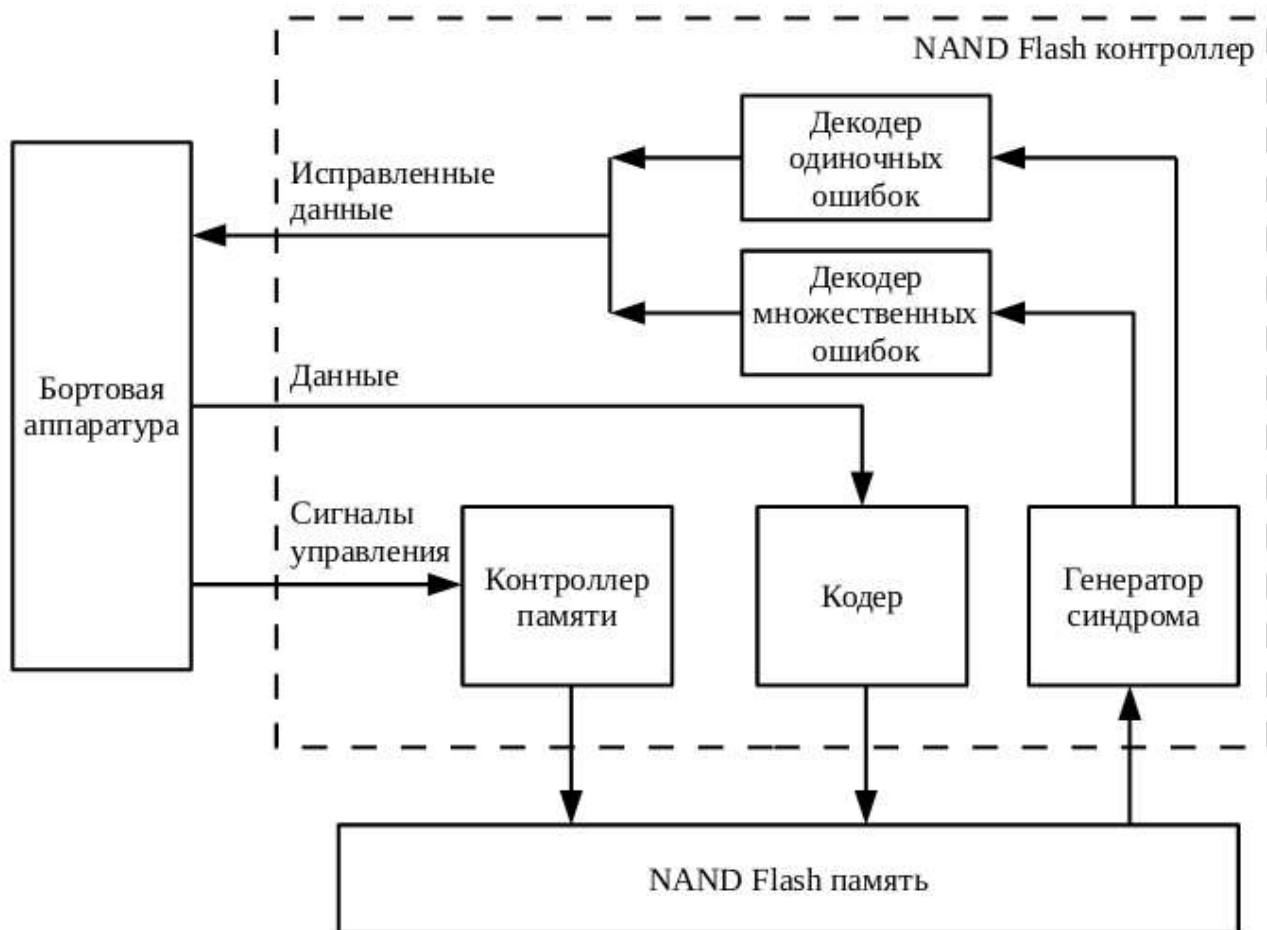 NAND Flash контроллер
Декодер
одиночных
ошибок
Исправленные
данные
Декодер
множественных
ошибок
Данные
Бортовая
аппаратура
Сигналы
управления
Контроллер
памяти
Кодер
Генератор
синдрома
NAND Flash память